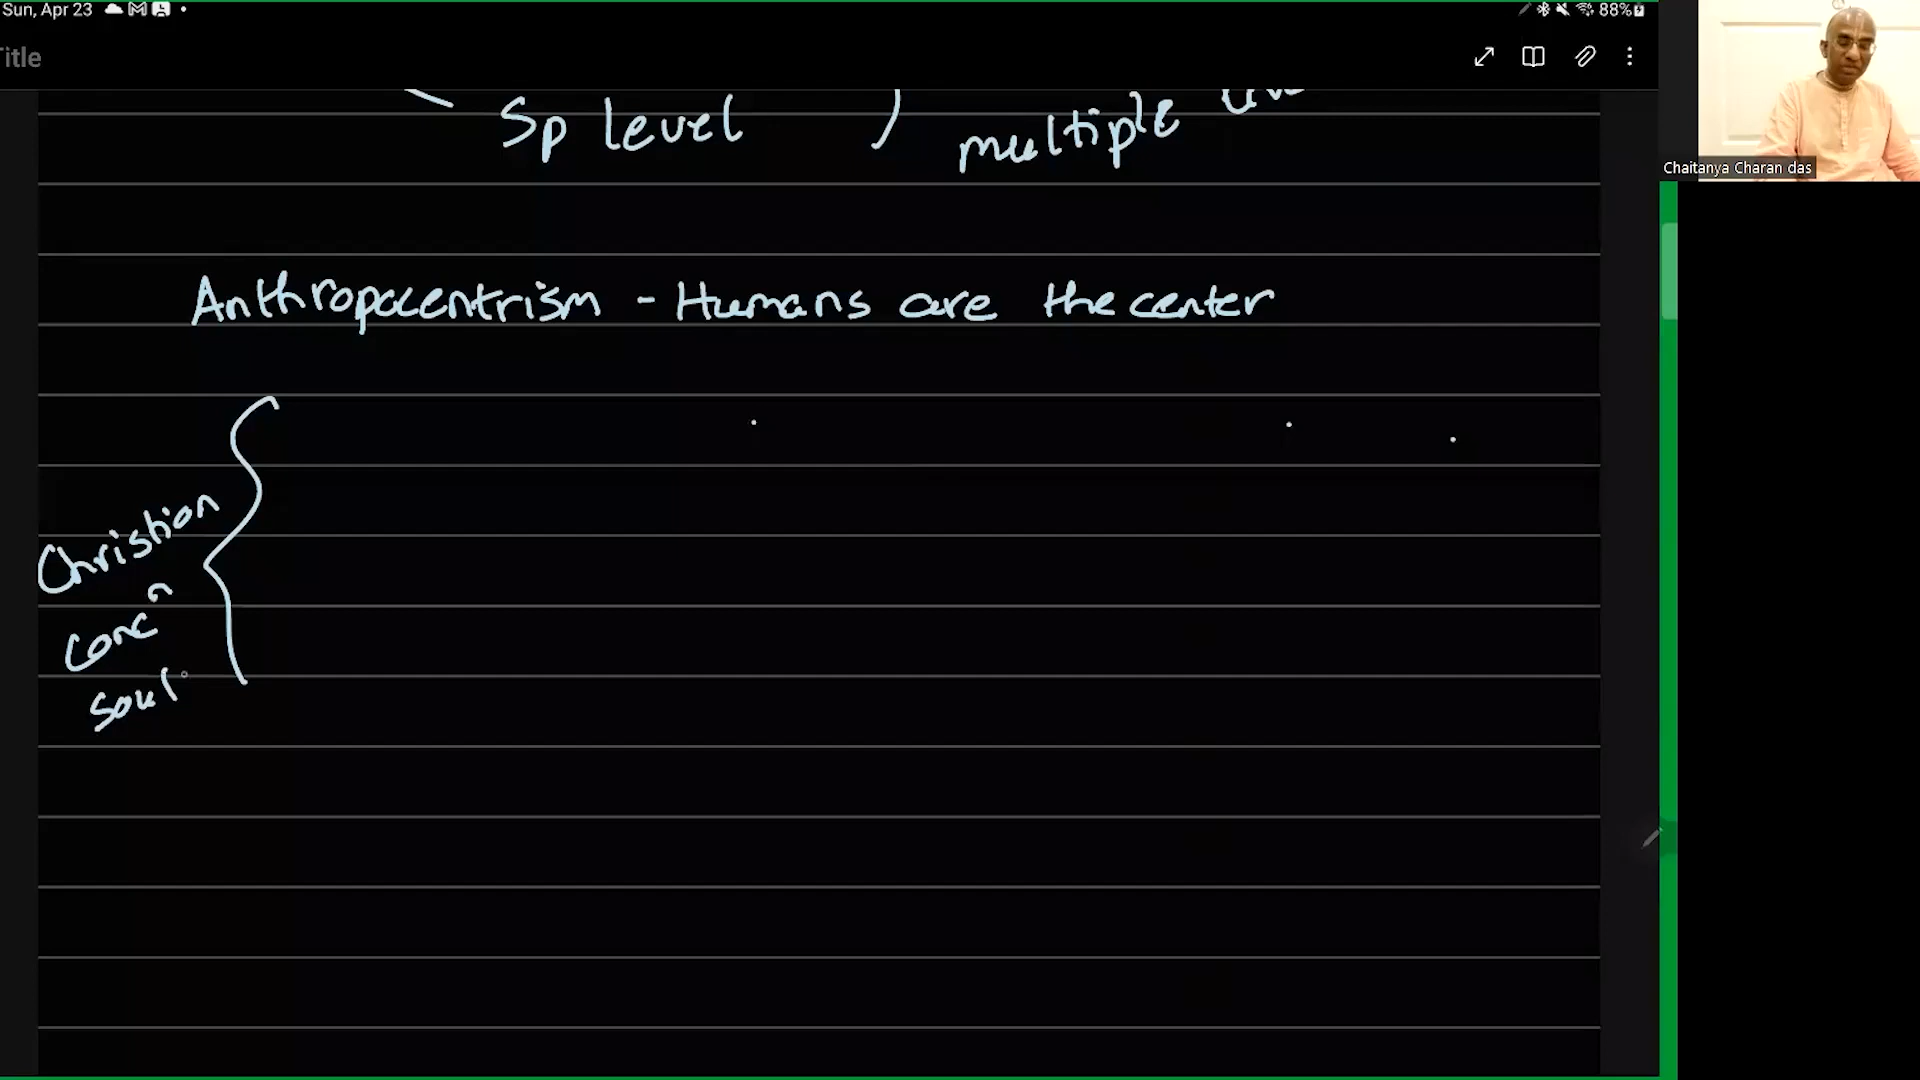 Sun, Apr 23
88%
Title
Sp level
multiple
Anthropocentrism - Humans are the center
Christian
concn
soul
Chaitanya Charan das